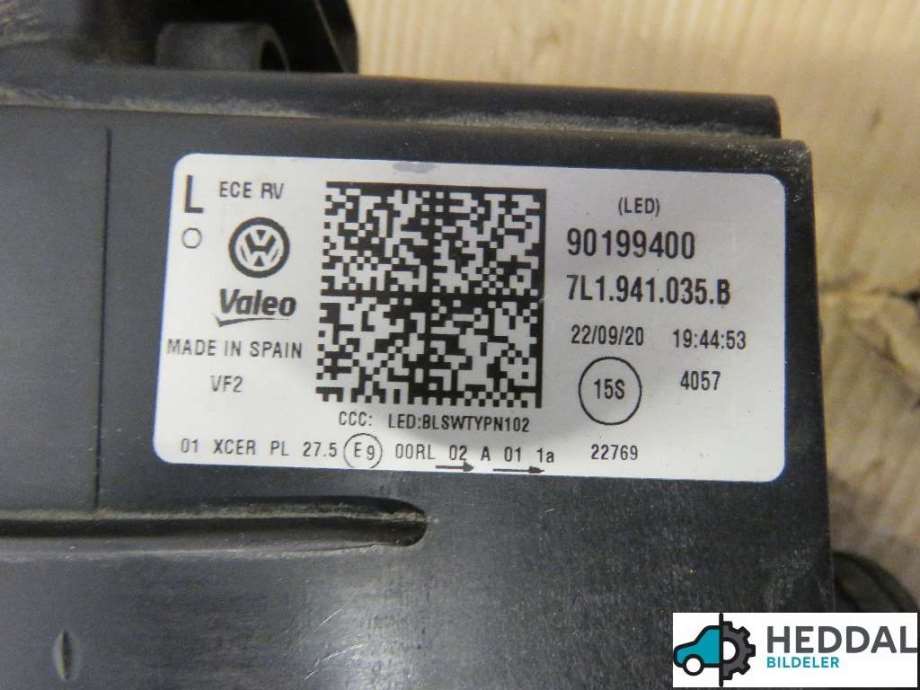 L ECE RV
(LED)
O
90199400
Valeo
7L1.941.035.B
MADE IN SPAIN
22/09/20 19:44:53
VF2
15S 4057
CCC: LED:BLSWTYPN102
01 XCER PL 27.5 E9 00RL 02 A 01 1a 22769
HEDDAL
BILDELER